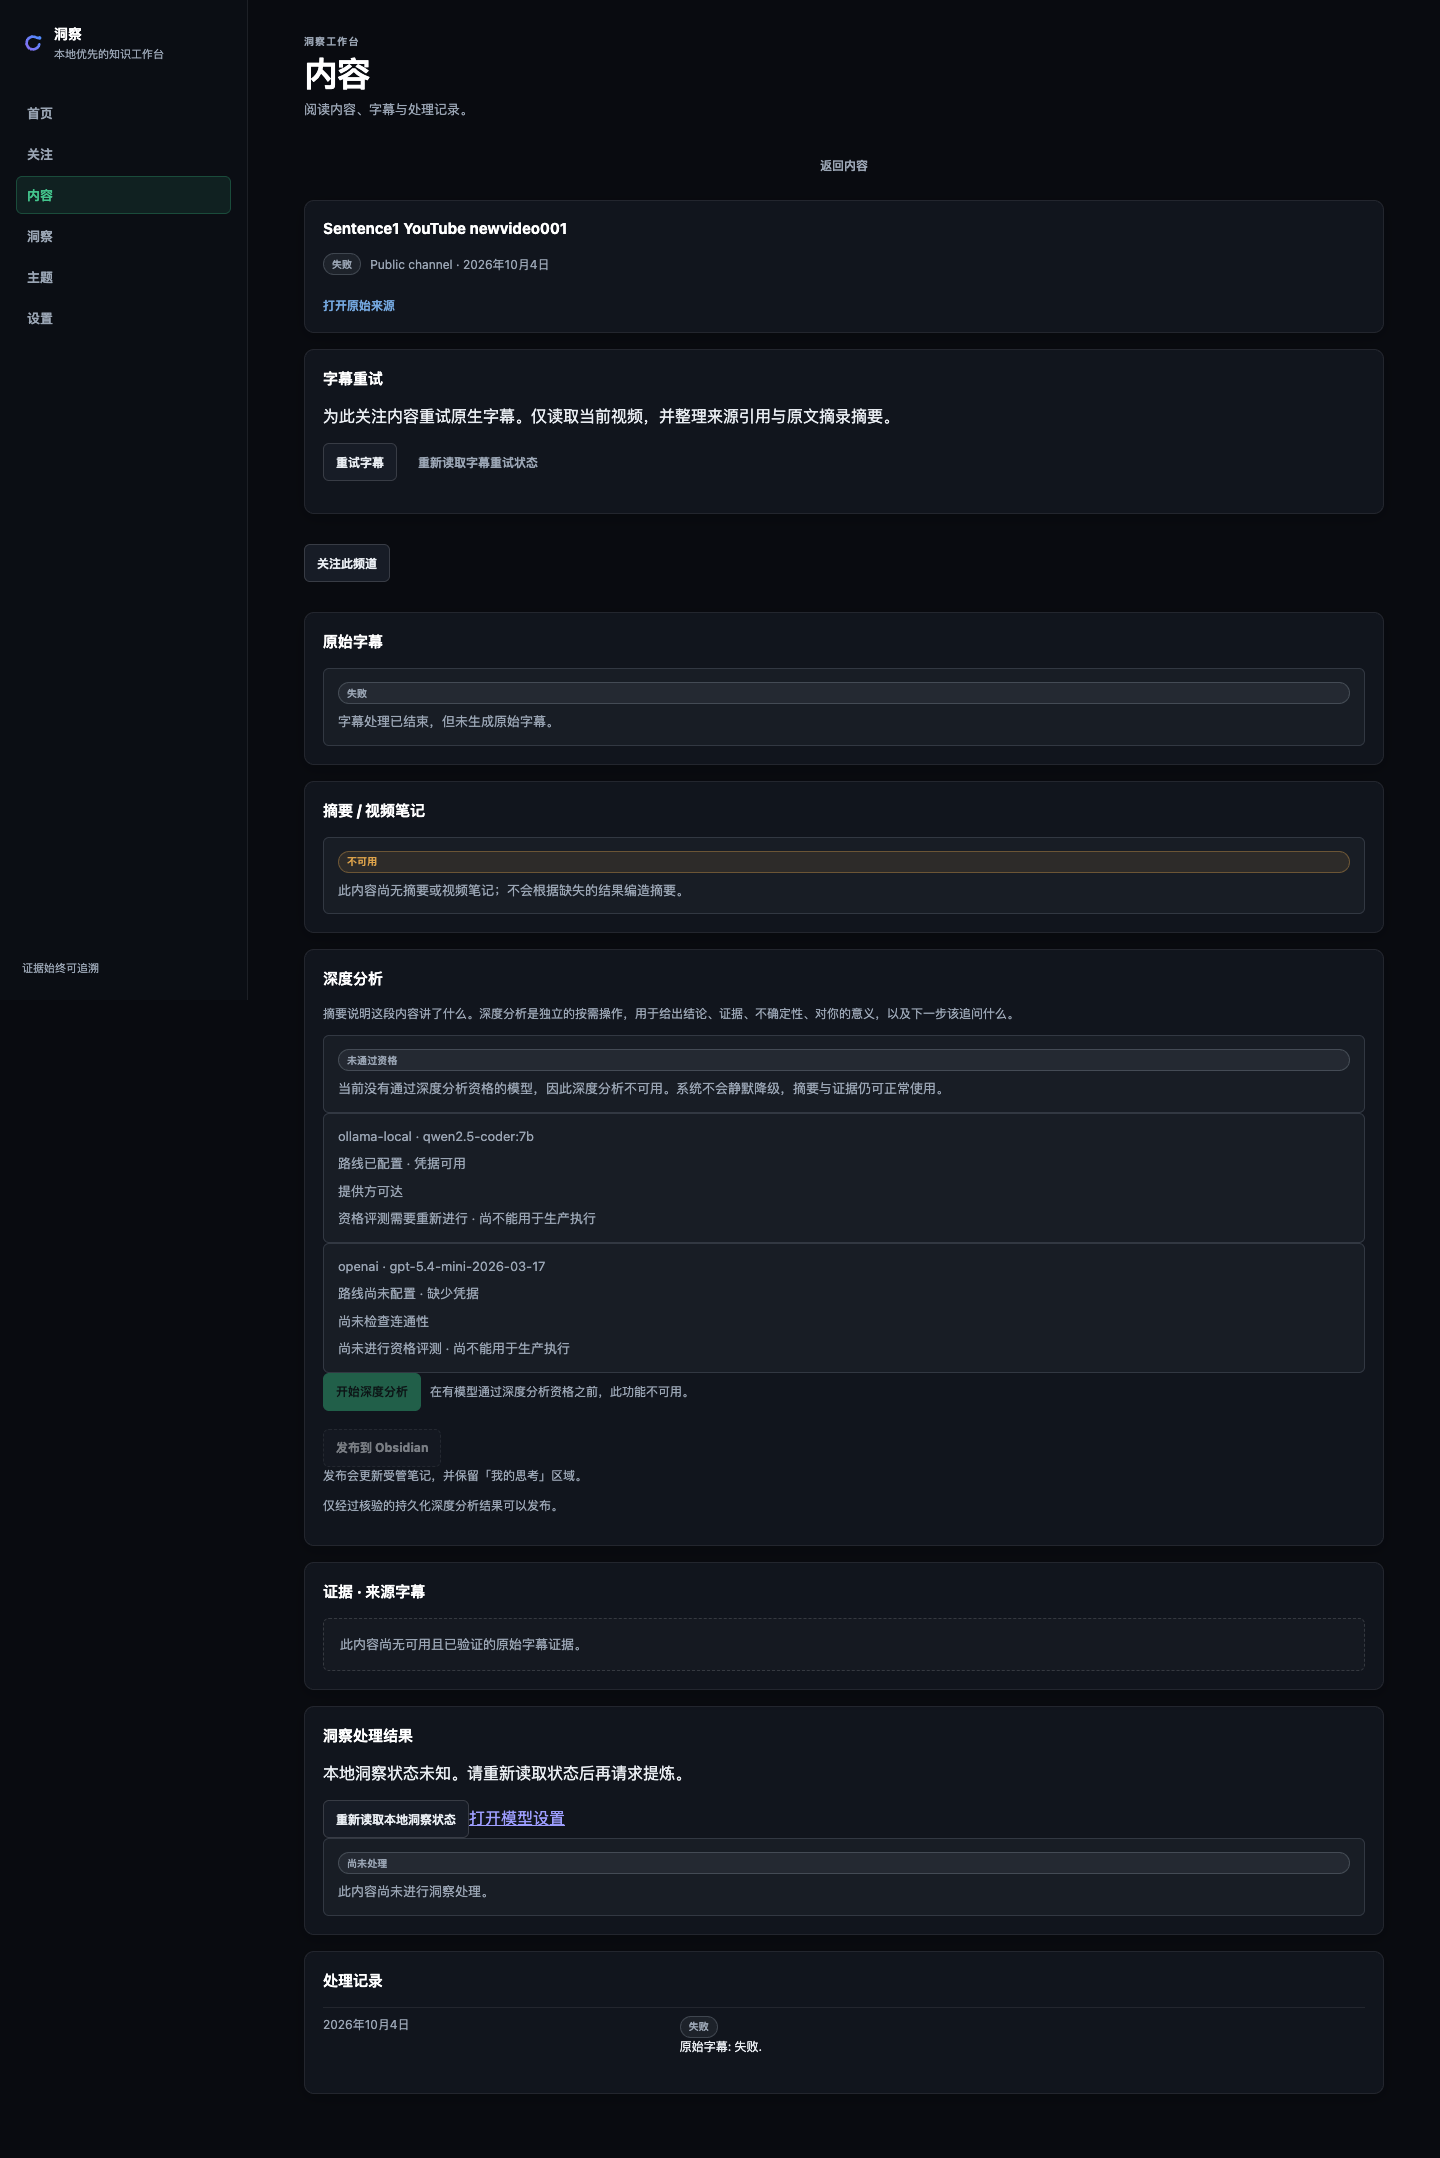 洞察
本地优先的知识工作台
首页
关注
内容
洞察
主题
设置
证据始终可追溯
洞察工作台
内容
阅读内容、字幕与处理记录。
返回内容
Sentence1 YouTube newvideo001
失败 Public channel · 2026年10月4日
打开原始来源
字幕重试
为此关注内容重试原生字幕。仅读取当前视频，并整理来源引用与原文摘录摘要。
重试字幕 重新读取字幕重试状态
关注此频道
原始字幕
失败
字幕处理已结束，但未生成原始字幕。
摘要 / 视频笔记
不可用
此内容尚无摘要或视频笔记；不会根据缺失的结果编造摘要。
深度分析
摘要说明这段内容讲了什么。深度分析是独立的按需操作，用于给出结论、证据、不确定性、对你的意义，以及下一步该追问什么。
未通过资格
当前没有通过深度分析资格的模型，因此深度分析不可用。系统不会静默降级，摘要与证据仍可正常使用。
ollama-local · qwen2.5-coder:7b
路线已配置 · 凭据可用
提供方可达
资格评测需要重新进行 · 尚不能用于生产执行
openai · gpt-5.4-mini-2026-03-17
路线尚未配置 · 缺少凭据
尚未检查连通性
尚未进行资格评测 · 尚不能用于生产执行
开始深度分析 在有模型通过深度分析资格之前，此功能不可用。
发布到 Obsidian
发布会更新受管笔记，并保留「我的思考」区域。
仅经过核验的持久化深度分析结果可以发布。
证据 · 来源字幕
此内容尚无可用且已验证的原始字幕证据。
洞察处理结果
本地洞察状态未知。请重新读取状态后再请求提炼。
重新读取本地洞察状态 打开模型设置
尚未处理
此内容尚未进行洞察处理。
处理记录
2026年10月4日 失败
原始字幕: 失败.